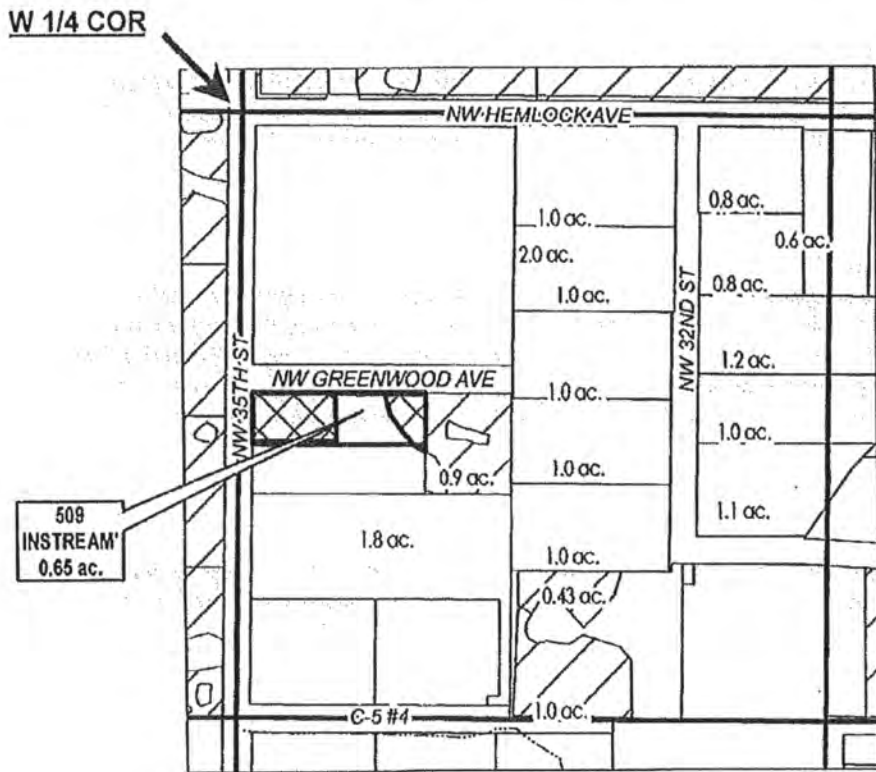 W 1/4 COR
NW HEMLOCK AVE
0.8 ac.
1.0 ac.
0.6 ac.
2.0 ac.
0.8 ac.
1.0 ac.
NW 35TH ST
NW 32ND ST
1.2 ac.
NW GREENWOOD AVE
1.0 ac.
1.0 ac.
0.9 ac.
1.0 ac.
509
INSTREAM'
0.65 ac.
1.1 ac.
1.8 ac.
1.0 ac.
0.43 ac.
C-5 #4
1.0 ac.